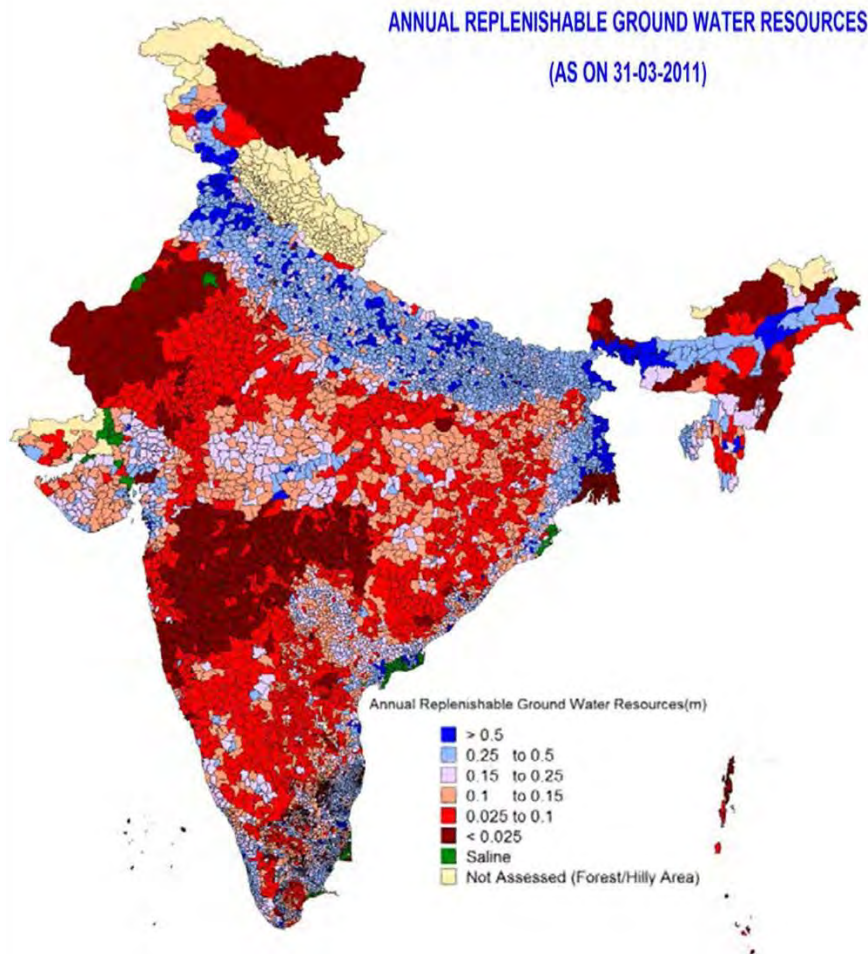 ANNUAL REPLENISHABLE GROUND WATER RESOURCES
(AS ON 31-03-2011)
Annual Replenishable Ground Water Resources(m)
> 0.5
0.25 to 0.5
0.15 to 0.25
0.1 to 0.15
0.025 to 0.1
< 0.025
Saline
Not Assessed (Forest/Hilly Area)